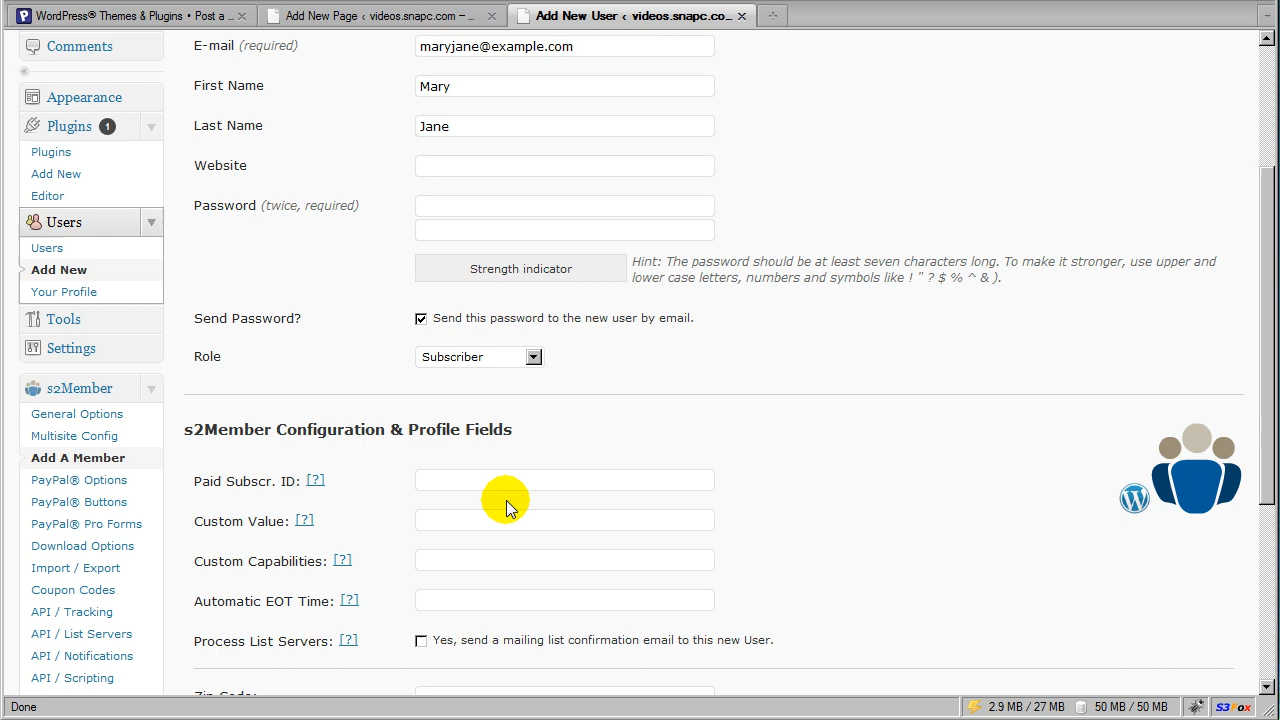 WordPress® Themes & Plugins • Post a ...
Add New Page ‹ videos.snapc.com – ...
Add New User ‹ videos.snapc.co...
Comments
Appearance
Plugins 1
Plugins
Add New
Editor
Users
Users
Add New
Your Profile
Tools
Settings
s2Member
General Options
Multisite Config
Add A Member
PayPal® Options
PayPal® Buttons
PayPal® Pro Forms
Download Options
Import / Export
Coupon Codes
API / Tracking
API / List Servers
API / Notifications
API / Scripting
E-mail (required)
maryjane@example.com
First Name
Mary
Last Name
Jane
Website
Password (twice, required)
Strength indicator
Hint: The password should be at least seven characters long. To make it stronger, use upper and
lower case letters, numbers and symbols like ! " ? $ % ^ & ).
Send Password?
Send this password to the new user by email.
Role
Subscriber
s2Member Configuration & Profile Fields
Paid Subscr. ID: [?]
Custom Value: [?]
Custom Capabilities: [?]
Automatic EOT Time: [?]
Process List Servers: [?]
Yes, send a mailing list confirmation email to this new User.
Zip Code:
Done
2.9 MB / 27 MB
50 MB / 50 MB
S3Fox